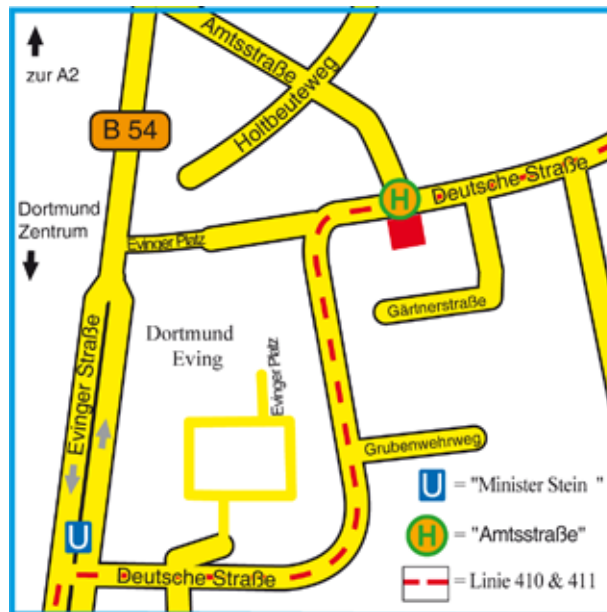 zur A2
Amtsstraße
Holtbeuteweg
B 54
H
Deutsche Straße
Dortmund
Zentrum
Evinger Platz
Gärtnerstraße
Evinger Straße
Dortmund
Eving
Evinger Platz
Grubenwehrweg
U = "Minister Stein "
H = "Amtsstraße"
U
Deutsche Straße
= Linie 410 & 411